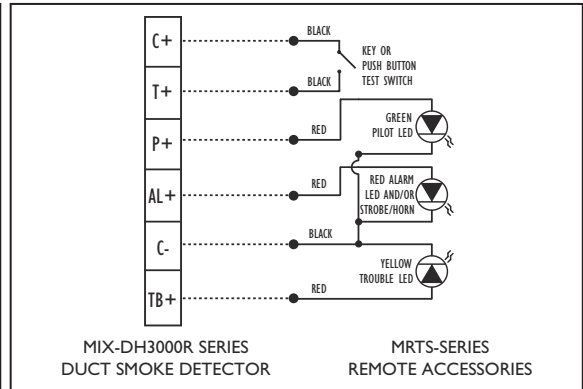 C+
BLACK
KEY OR
PUSH BUTTON
TEST SWITCH
T+
BLACK
P+
RED
GREEN
PILOT LED
AL+
RED
RED ALARM
LED AND/OR
STROBE/HORN
C-
BLACK
YELLOW
TROUBLE LED
TB+
RED
MIX-DH3000R SERIES
DUCT SMOKE DETECTOR
MRTS-SERIES
REMOTE ACCESSORIES